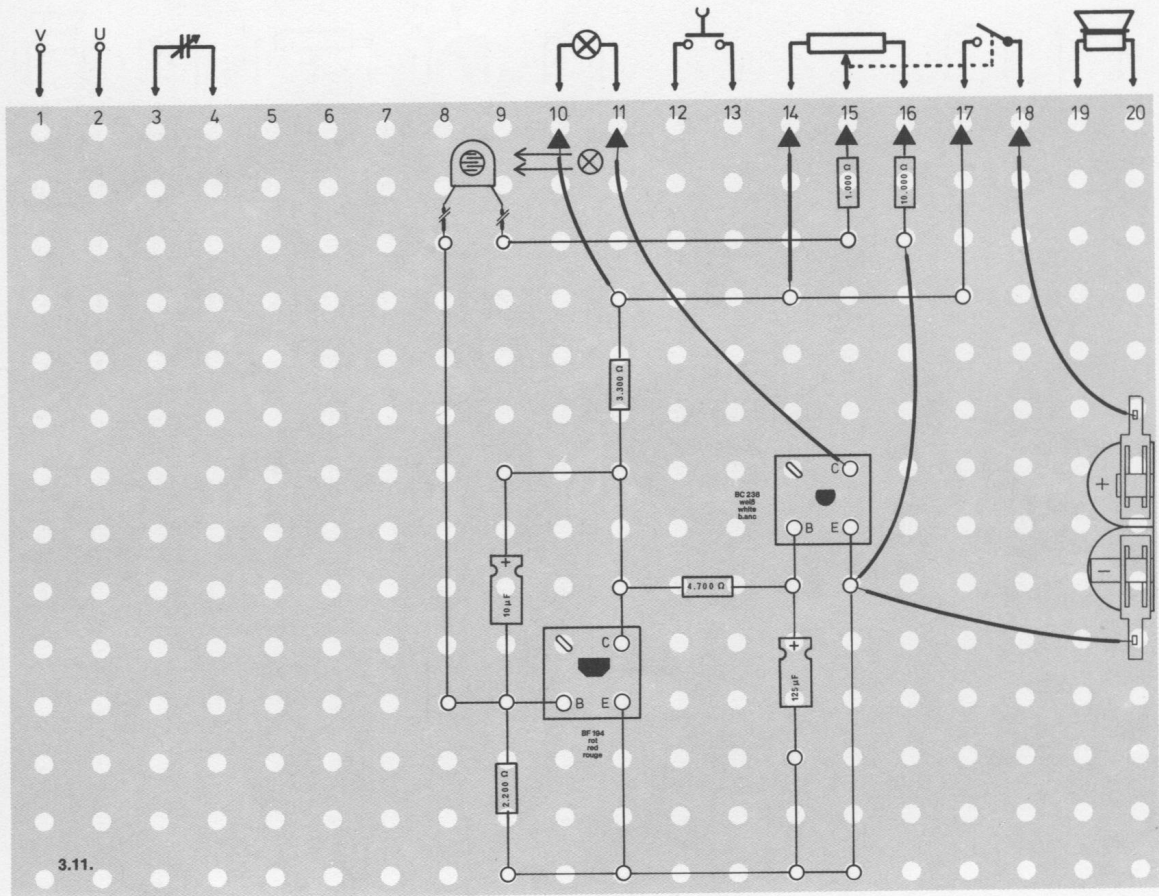 V
U
1 2 3 4 5 6 7 8 9 10 11 12 13 14 15 16 17 18 19 20
1.000 Ω
10.000 Ω
3.300 Ω
BC 238
weiß
white
b.anc
C
B E
+
−
10 µF
+
4.700 Ω
C
B E
BF 194
rot
red
rouge
125 µF
+
2.200 Ω
3.11.